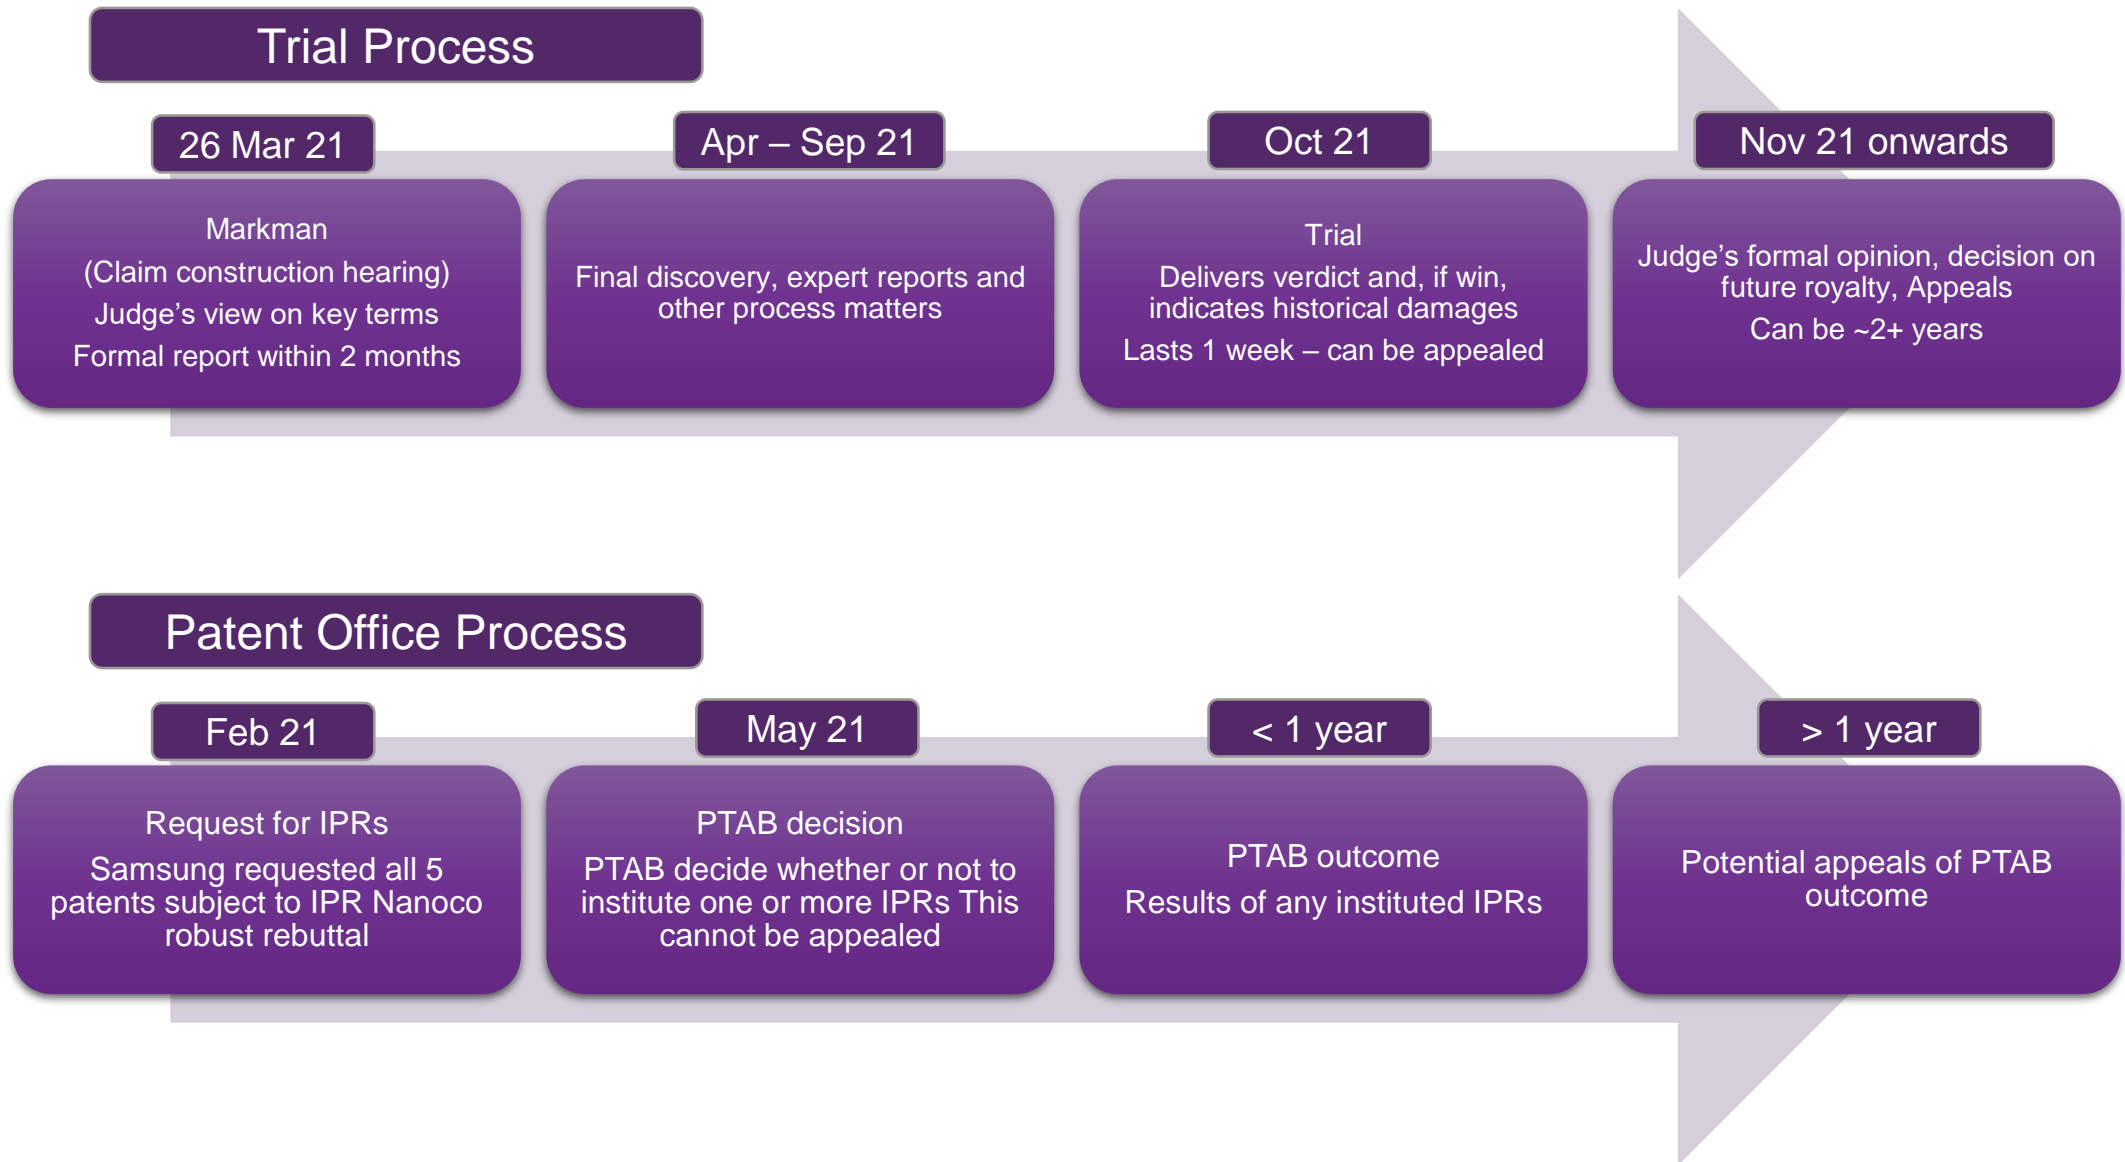 Trial Process
26 Mar 21
Apr – Sep 21
Oct 21
Nov 21 onwards
Markman
(Claim construction hearing)
Judge’s view on key terms
Formal report within 2 months
Final discovery, expert reports and
other process matters
Trial
Delivers verdict and, if win,
indicates historical damages
Lasts 1 week – can be appealed
Judge’s formal opinion, decision on
future royalty, Appeals
Can be ~2+ years
Patent Office Process
Feb 21
May 21
< 1 year
> 1 year
Request for IPRs
Samsung requested all 5
patents subject to IPR Nanoco
robust rebuttal
PTAB decision
PTAB decide whether or not to
institute one or more IPRs This
cannot be appealed
PTAB outcome
Results of any instituted IPRs
Potential appeals of PTAB
outcome